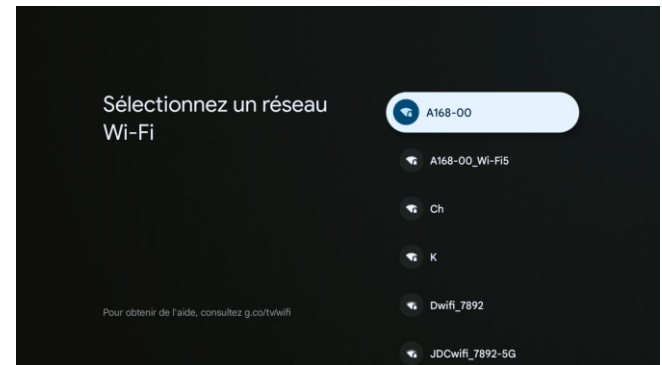 Sélectionnez un réseau
Wi-Fi
A168-00
A168-00_Wi-Fi5
Ch
K
Dwifi_7892
JDCwifi_7892-5G
Pour obtenir de l'aide, consultez g.co/tv/wifi